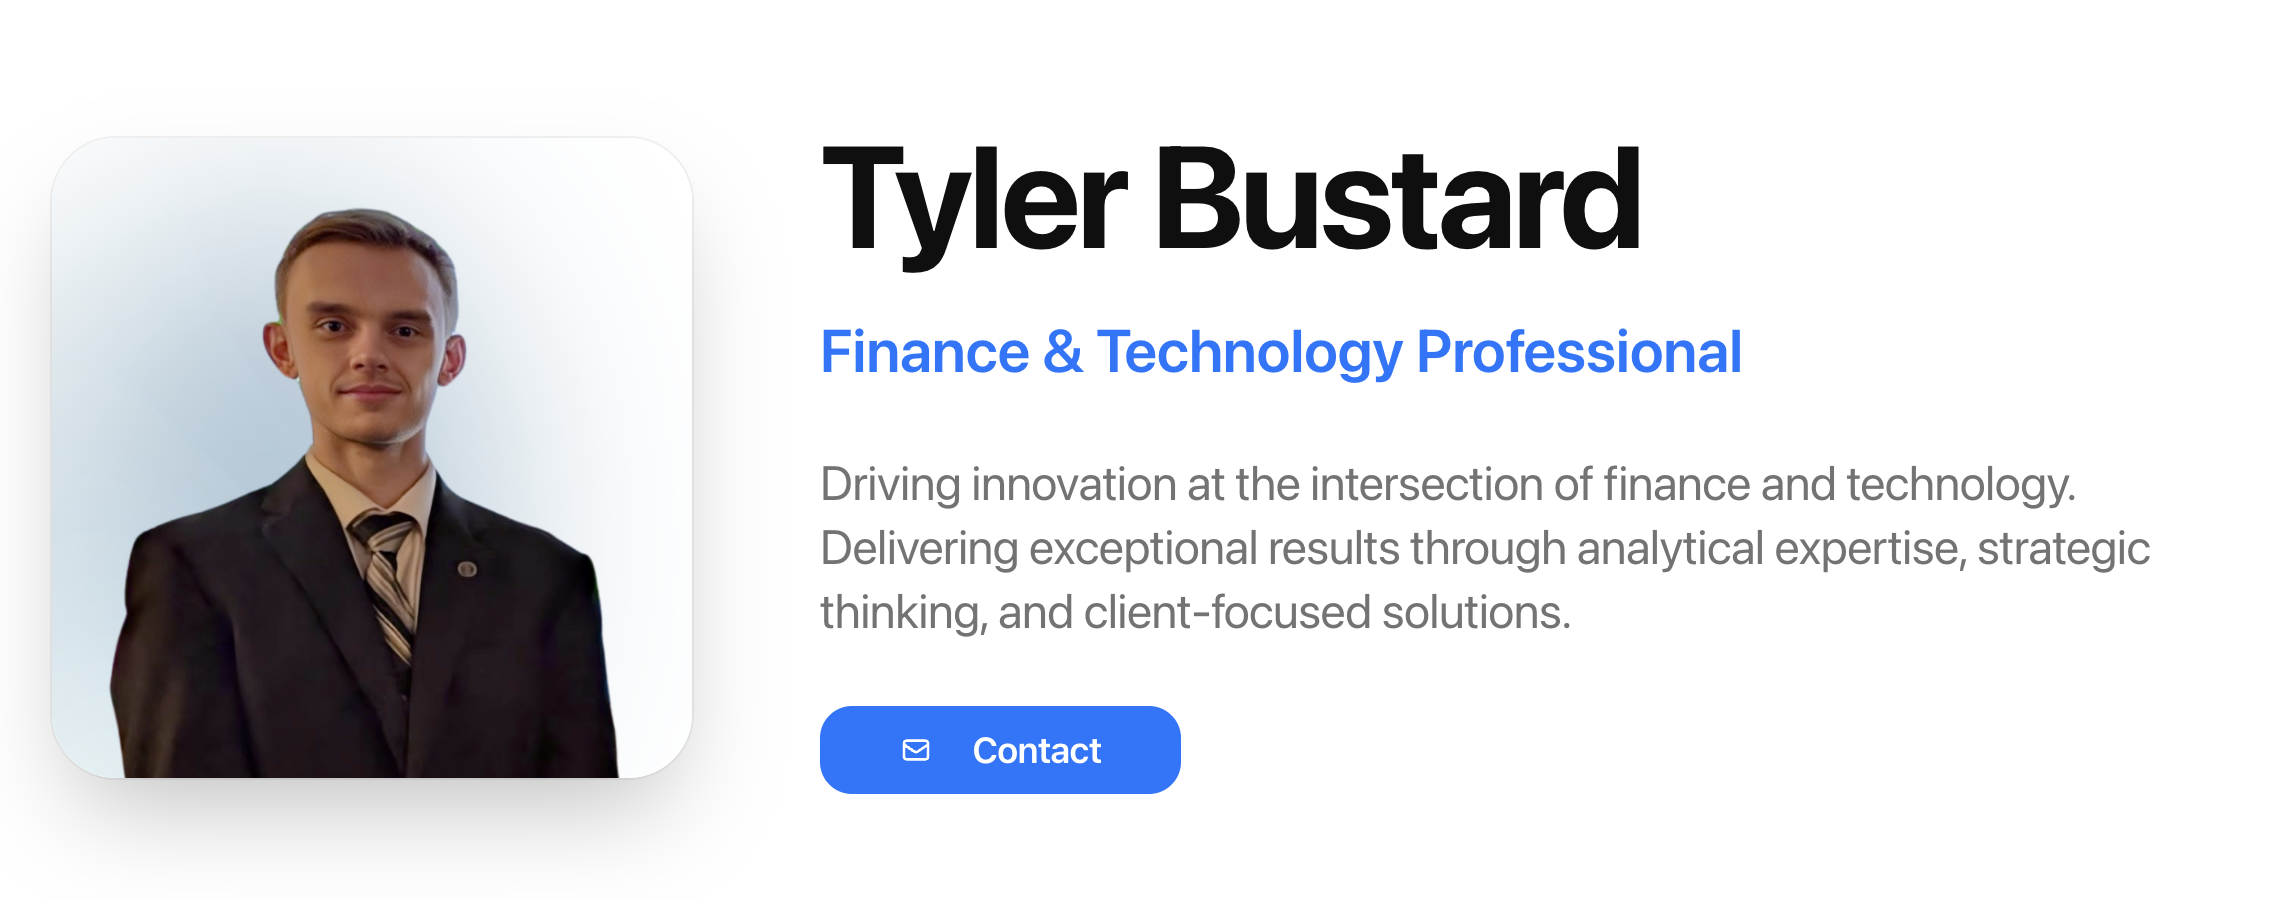 Tyler Bustard
Finance & Technology Professional
Driving innovation at the intersection of finance and technology.
Delivering exceptional results through analytical expertise, strategic
thinking, and client-focused solutions.
Contact